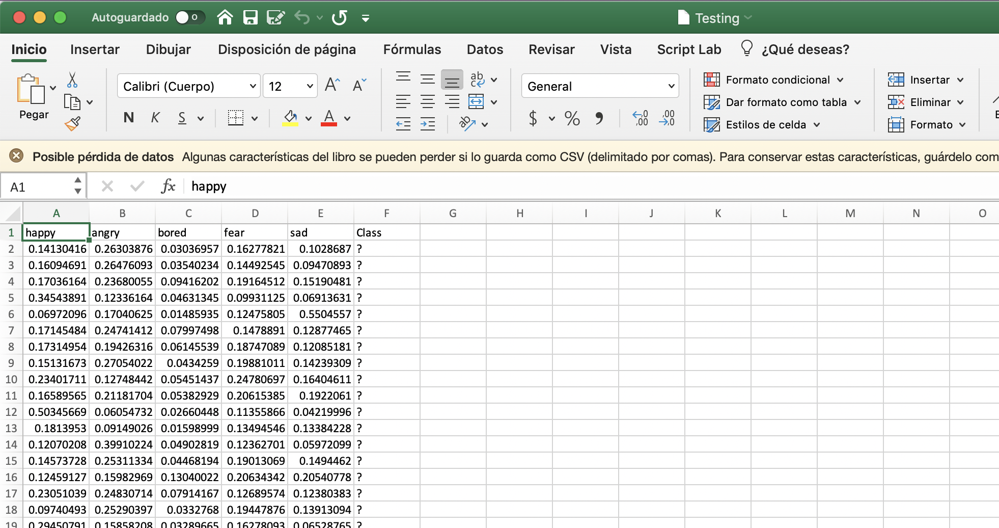 Autoguardado
Testing
Inicio Insertar Dibujar Disposición de página Fórmulas Datos Revisar Vista Script Lab ¿Qué deseas?
Pegar
Calibri (Cuerpo) 12
N K S
General
Formato condicional
Dar formato como tabla
Estilos de celda
Insertar
Eliminar
Formato
Posible pérdida de datos Algunas características del libro se pueden perder si lo guarda como CSV (delimitado por comas). Para conservar estas características, guárdelo com
A1 fx happy
A B C D E F G H I J K L M N O
1 happy angry bored fear sad Class
2 0.14130416 0.26303876 0.03036957 0.16277821 0.1028687 ?
3 0.16094691 0.26476093 0.03540234 0.14492545 0.09470893 ?
4 0.17036164 0.23680055 0.09416202 0.19164512 0.15190481 ?
5 0.34543891 0.12336164 0.04631345 0.09931125 0.06913631 ?
6 0.06972096 0.17040625 0.01485935 0.12475805 0.5504557 ?
7 0.17145484 0.24741412 0.07997498 0.1478891 0.12877465 ?
8 0.17314954 0.19426316 0.06145539 0.18747089 0.12085181 ?
9 0.15131673 0.27054022 0.0434259 0.19881011 0.14239309 ?
10 0.23401711 0.12748442 0.05451437 0.24780697 0.16404611 ?
11 0.16589565 0.21181704 0.05382929 0.20615385 0.1922061 ?
12 0.50345669 0.06054732 0.02660448 0.11355866 0.04219996 ?
13 0.1813953 0.09149026 0.01598999 0.13494546 0.13384228 ?
14 0.12070208 0.39910224 0.04902819 0.12362701 0.05972099 ?
15 0.14573728 0.25311334 0.04468194 0.19013069 0.1494462 ?
16 0.12459127 0.15982969 0.13040022 0.20634342 0.20540778 ?
17 0.23051039 0.24830714 0.07914167 0.12689574 0.12380383 ?
18 0.09740493 0.25290397 0.0332768 0.19447876 0.13913094 ?
19 0.29450791 0.15858208 0.03289665 0.16278093 0.06528765 ?